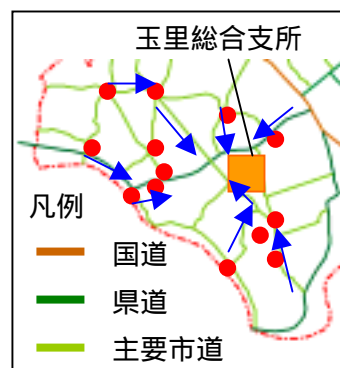 玉里総合支所
凡例
国道
県道
主要市道